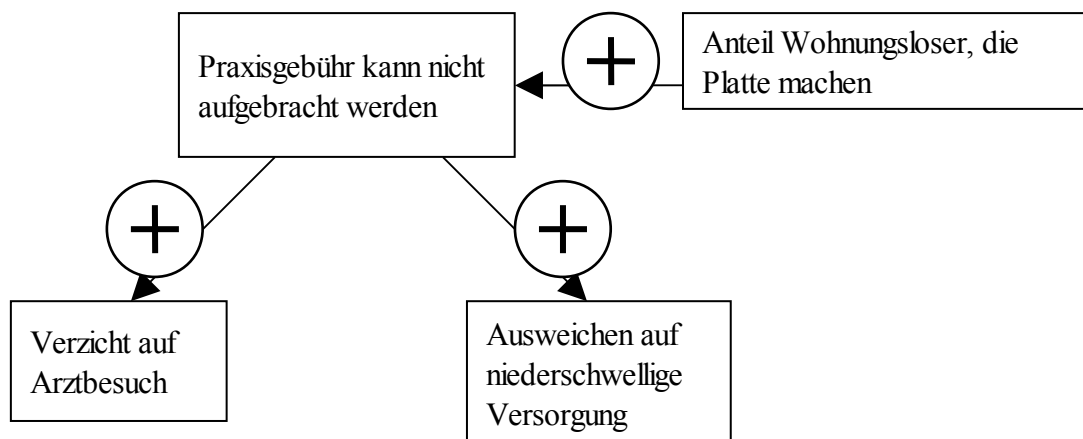 Praxisgebühr kann nicht
aufgebracht werden
+
Anteil Wohnungsloser, die
Platte machen
+
+
Verzicht auf
Arztbesuch
Ausweichen auf
niederschwellige
Versorgung